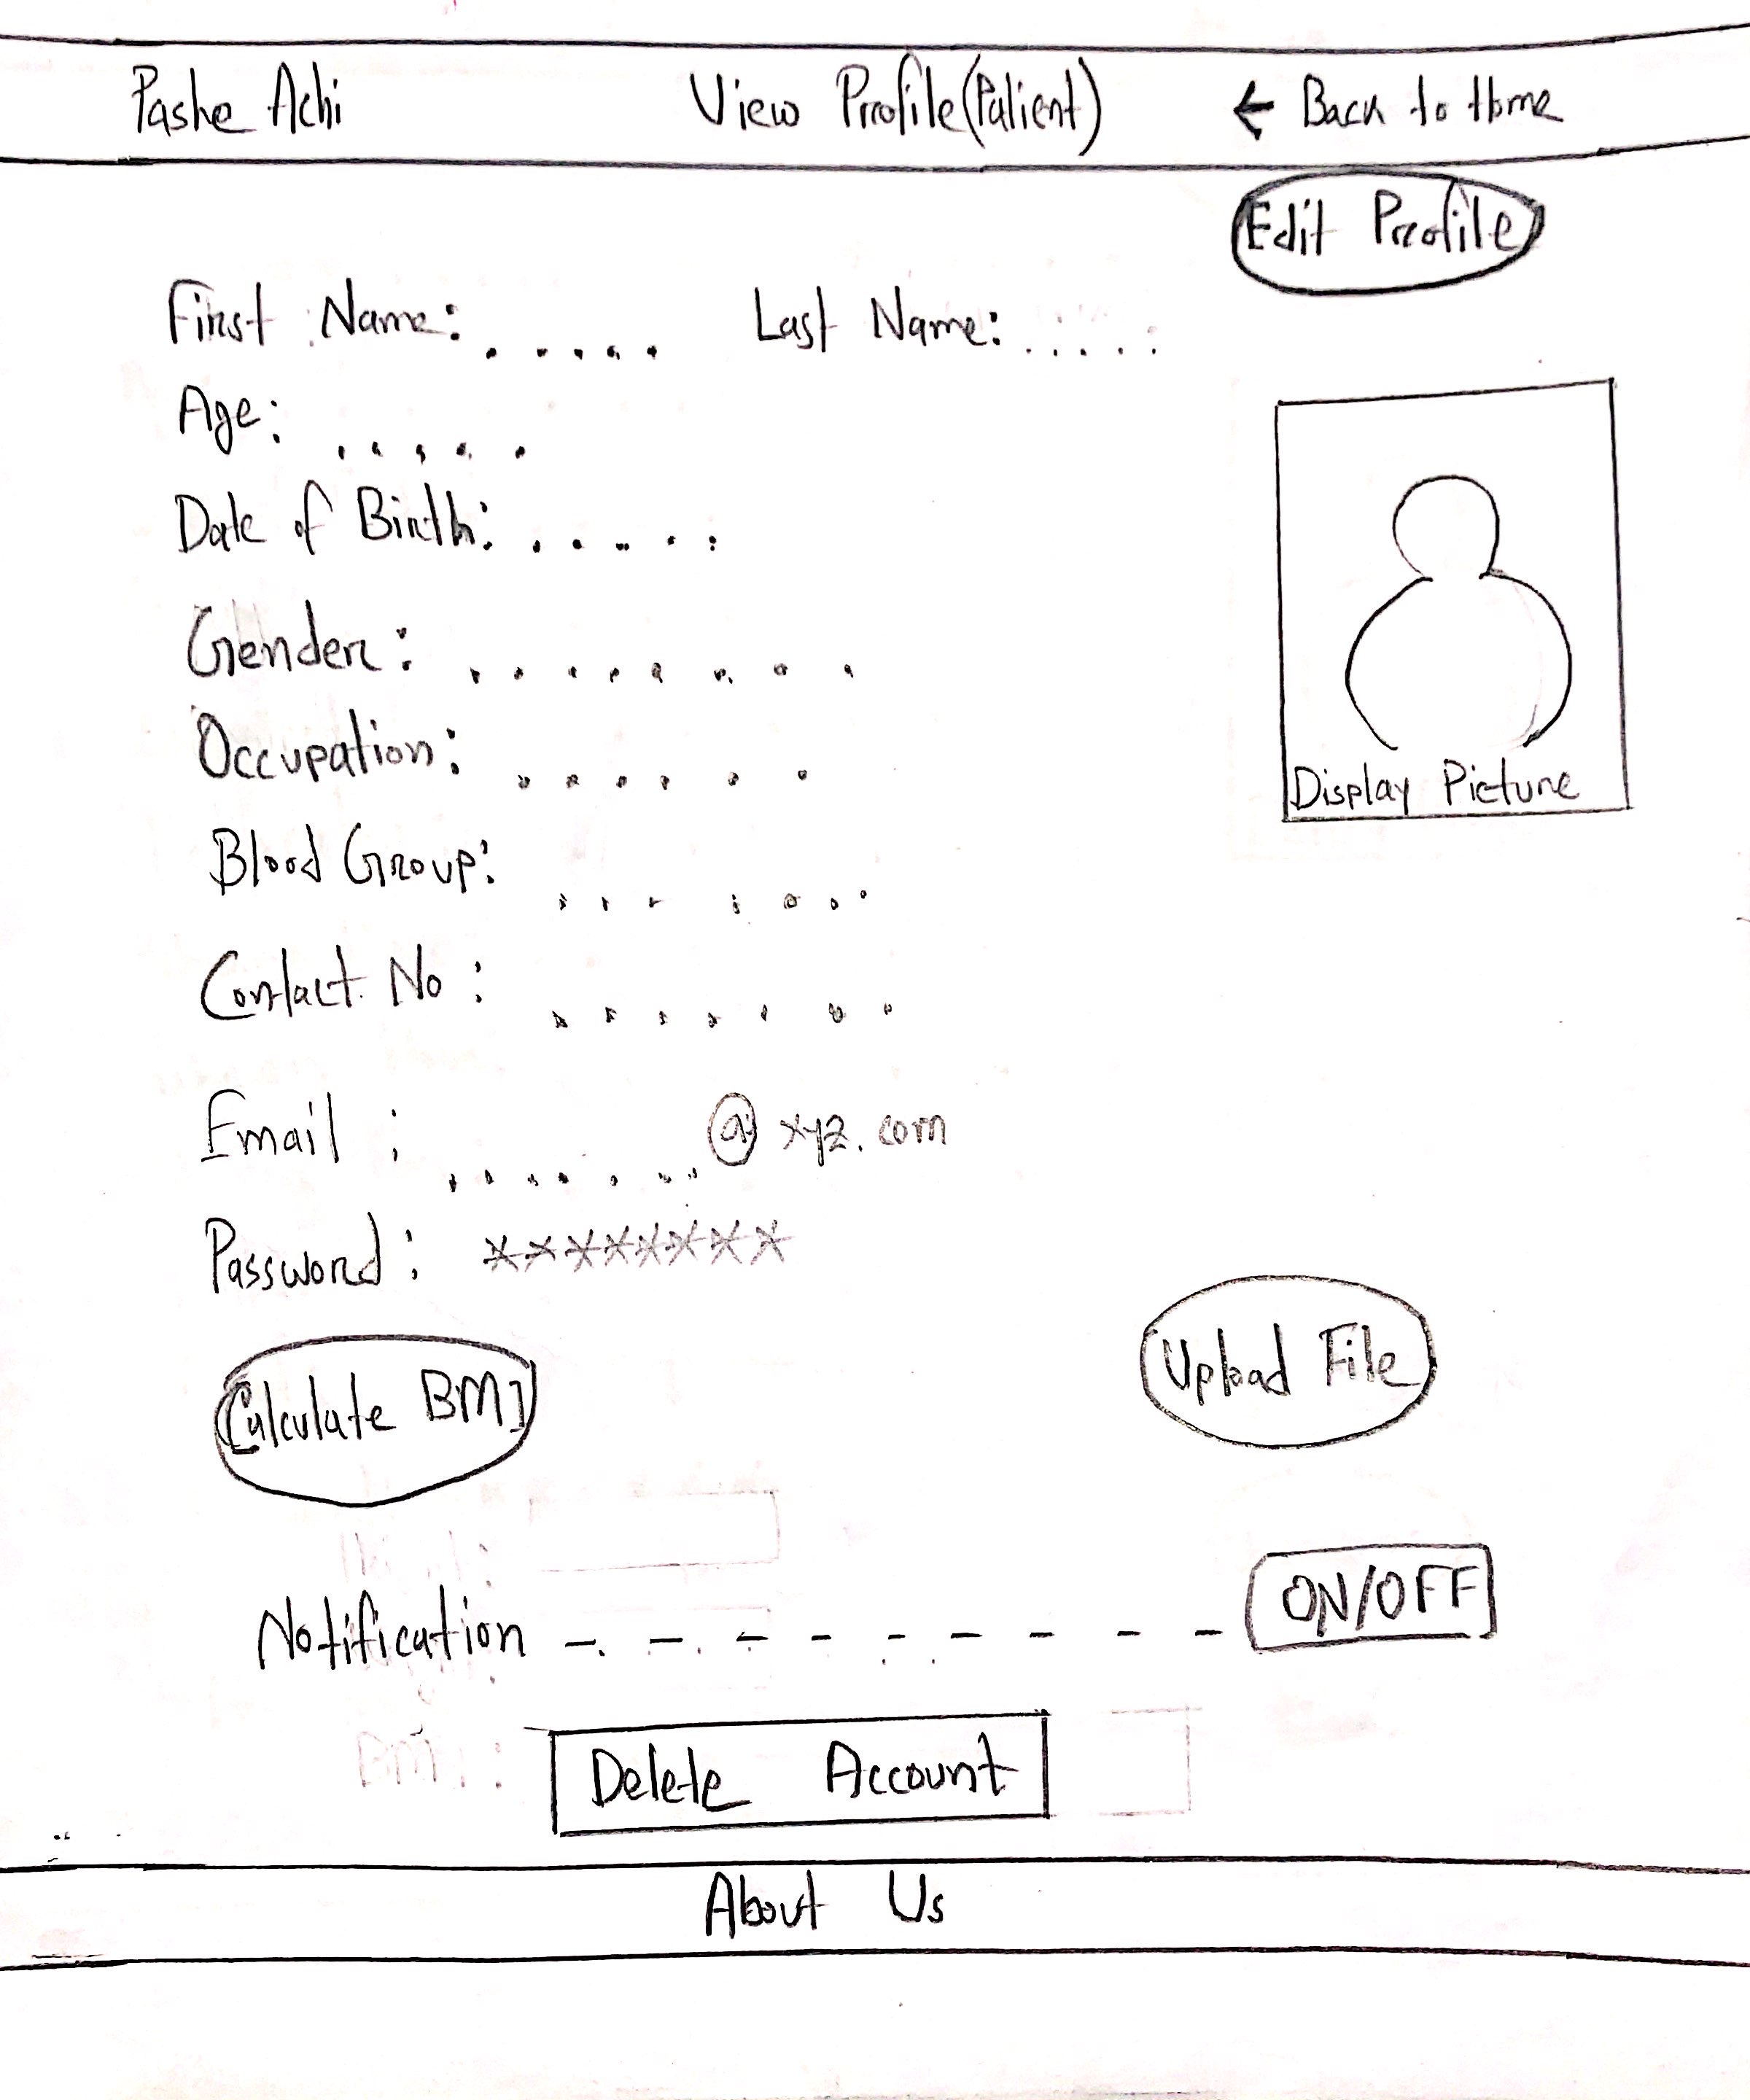 Pashe Achi View Profile(Patient) ← Back to Home
Edit Profile
First Name: ..... Last Name: .....
Age: .....
Date of Birth: .....
Gender: ........
Occupation: ......
Blood Group: .......
Contact No: .......
Email : .......@xyz.com
Password: ********
Display Picture
Calculate BMI Upload File
Notification - - - - - - - - - ON/OFF
Delete Account
BMI:
About Us